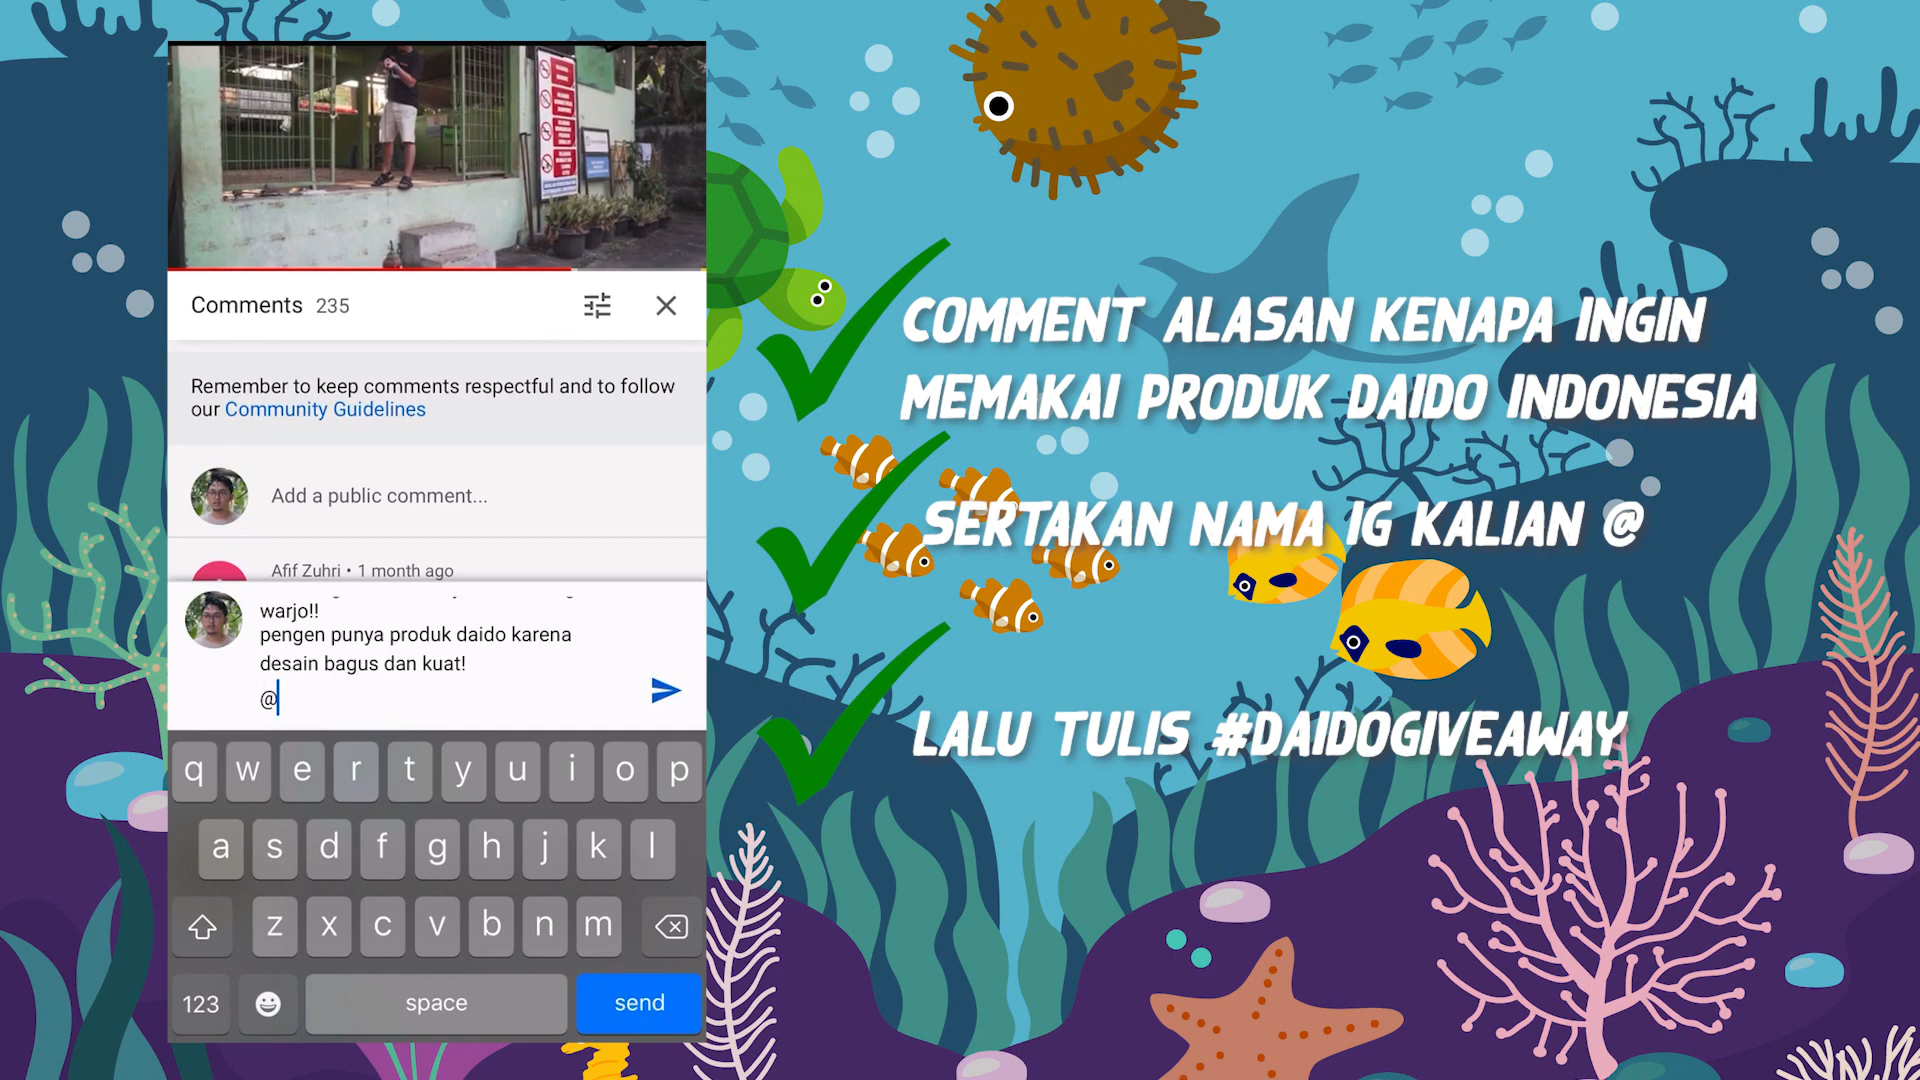 Comments 235
Remember to keep comments respectful and to follow
our Community Guidelines
Add a public comment...
Afif Zuhri • 1 month ago
warjo!!
pengen punya produk daido karena
desain bagus dan kuat!
@
q w e r t y u i o p
a s d f g h j k l
z x c v b n m
123 space send
COMMENT ALASAN KENAPA INGIN
MEMAKAI PRODUK DAIDO INDONESIA
SERTAKAN NAMA IG KALIAN @
LALU TULIS #DAIDOGIVEAWAY